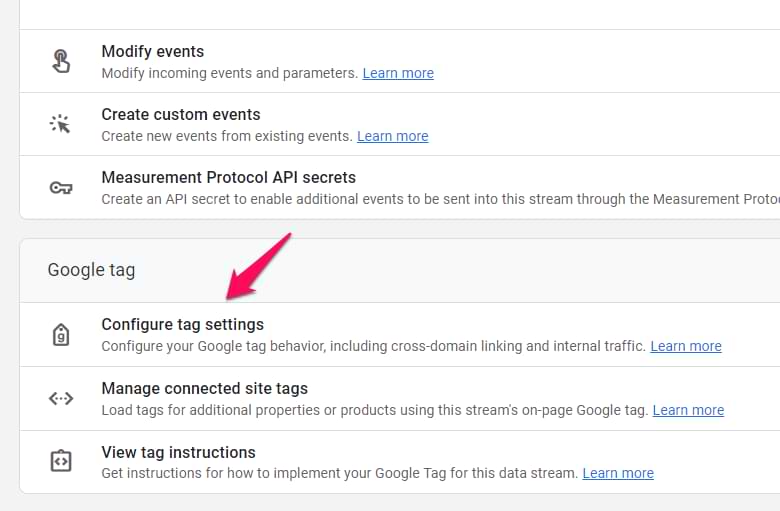 Modify events
Modify incoming events and parameters. Learn more
Create custom events
Create new events from existing events. Learn more
Measurement Protocol API secrets
Create an API secret to enable additional events to be sent into this stream through the Measurement
Google tag
Configure tag settings
Configure your Google tag behavior, including cross-domain linking and internal traffic. Learn more
Manage connected site tags
Load tags for additional properties or products using this stream's on-page Google tag. Learn more
View tag instructions
Get instructions for how to implement your Google Tag for this data stream. Learn more